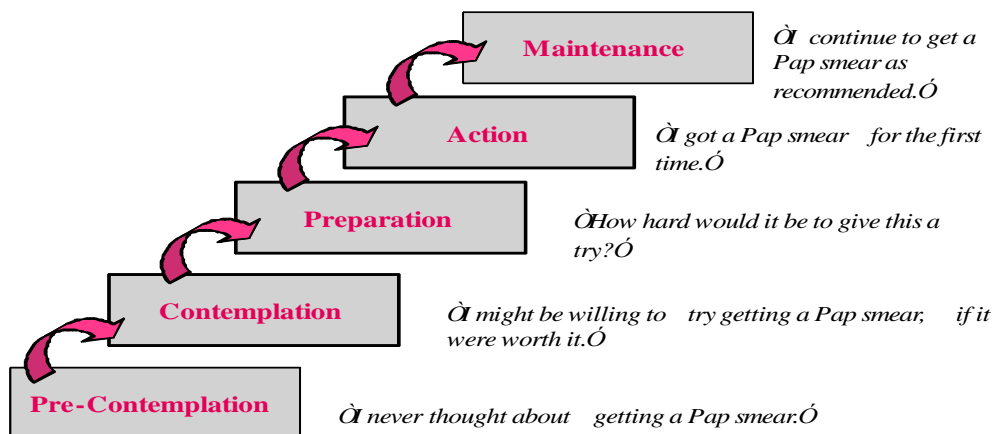 Maintenance
ÒI continue to get a
Pap smear as
recommended.Ó
Action
ÒI got a Pap smear for the first
time.Ó
Preparation
ÒHow hard would it be to give this a
try?Ó
Contemplation
ÒI might be willing to try getting a Pap smear, if it
were worth it.Ó
Pre-Contemplation
ÒI never thought about getting a Pap smear.Ó